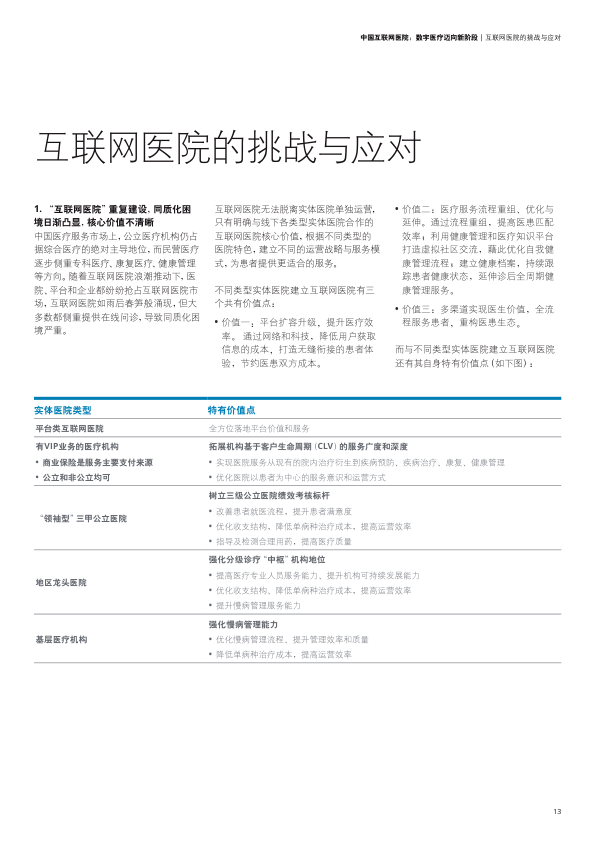 中国互联网医院：数字医疗迈向新阶段 | 互联网医院的挑战与应对
互联网医院的挑战与应对
1. “互联网医院”重复建设，同质化困
境日渐凸显，核心价值不清晰
中国医疗服务市场上，公立医疗机构仍占
据综合医疗的绝对主导地位，而民营医疗
逐步侧重专科医疗、康复医疗、健康管理
等方向。随着互联网医院浪潮推动下，医
院、平台和企业都纷纷抢占互联网医院市
场，互联网医院如雨后春笋般涌现，但大
多数都侧重提供在线问诊，导致同质化困
境严重。
互联网医院无法脱离实体医院单独运营，
只有明确与线下各类型实体医院合作的
互联网医院核心价值，根据不同类型的
医院特色，建立不同的运营战略与服务模
式，为患者提供更适合的服务。
不同类型实体医院建立互联网医院有三
个共有价值点：
• 价值一：平台扩容升级、提升医疗效
率。 通过网络和科技，降低用户获取
信息的成本、打造无缝衔接的患者体
验，节约医患双方成本。
• 价值二：医疗服务流程重组、优化与
延伸。通过流程重组，提高医患匹配
效率；利用健康管理和医疗知识平台
打造虚拟社区交流，藉此优化自我健
康管理流程；建立健康档案，持续跟
踪患者健康状态，延伸诊后全周期健
康管理服务。
• 价值三：多渠道实现医生价值，全流
程服务患者、重构医患生态。
而与不同类型实体医院建立互联网医院
还有其自身特有价值点（如下图）：
实体医院类型 特有价值点
平台类互联网医院 全方位落地平台价值和服务
有VIP业务的医疗机构 拓展机构基于客户生命周期（CLV）的服务广度和深度
• 商业保险是服务主要支付来源 • 实现医院服务从现有的院内治疗衍生到疾病预防、疾病治疗、康复、健康管理
• 公立和非公立均可 • 优化医院以患者为中心的服务意识和运营方式
树立三级公立医院绩效考核标杆
• 改善患者就医流程，提升患者满意度
“领袖型”三甲公立医院
• 优化收支结构，降低单病种治疗成本，提高运营效率
• 指导及检测合理用药，提高医疗质量
强化分级诊疗“中枢”机构地位
• 提高医疗专业人员服务能力、提升机构可持续发展能力
地区龙头医院
• 优化收支结构、降低单病种治疗成本，提高运营效率
• 提升慢病管理服务能力
强化慢病管理能力
基层医疗机构 • 优化慢病管理流程、提升管理效率和质量
• 降低单病种治疗成本，提高运营效率
13